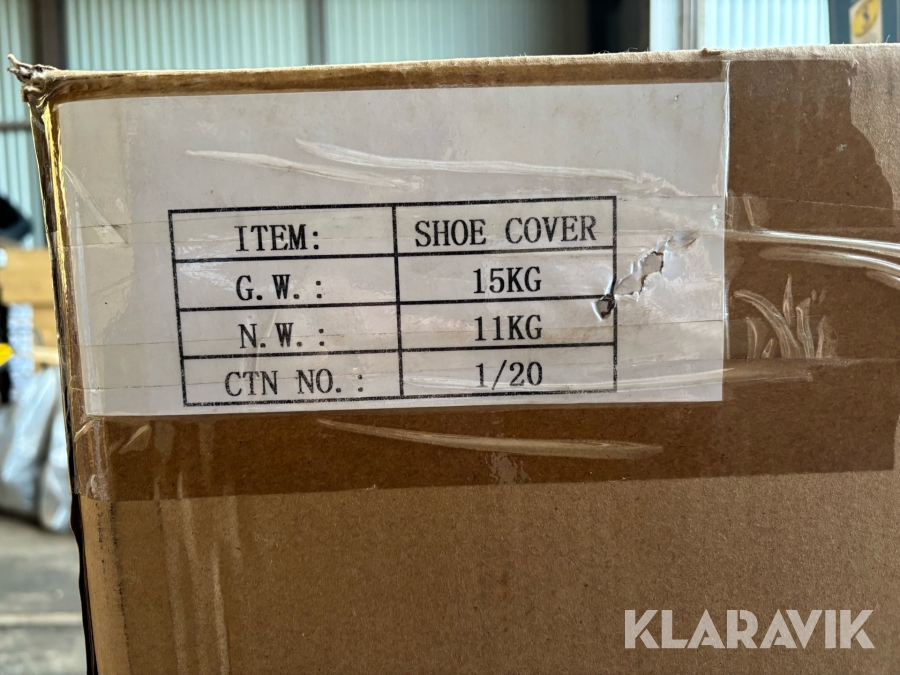 ITEM: SHOE COVER
G.W.: 15KG
N.W.: 11KG
CTN NO.: 1/20
KLARAVIK